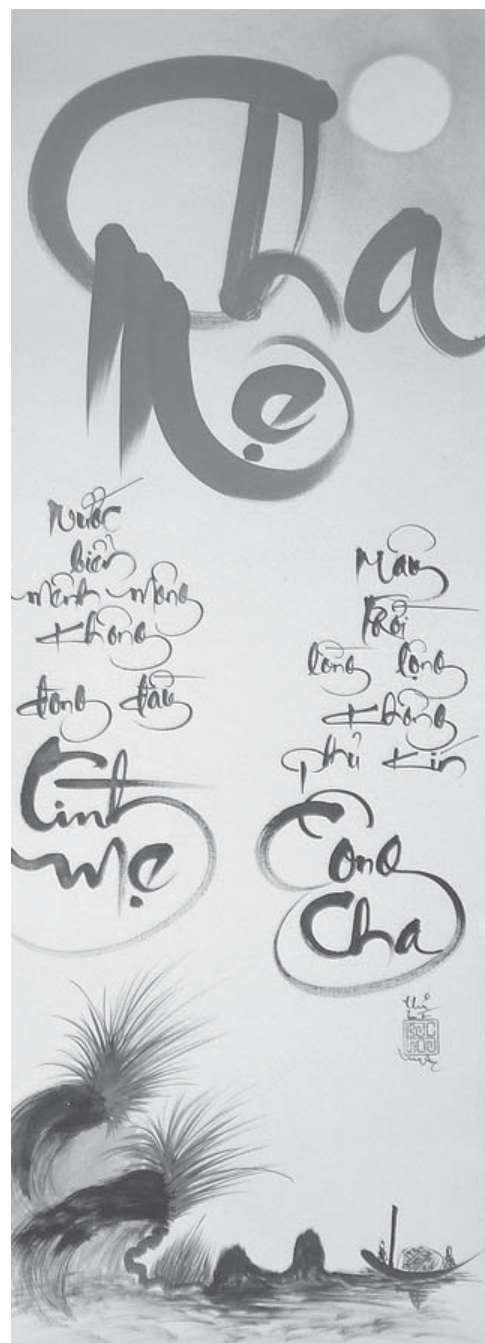 Cha
Mẹ
Nước
biển
mênh mông
không
đong đầy
Tình
Mẹ
Mây
Trời
lồng lộng
không
phủ kín
Công
Cha